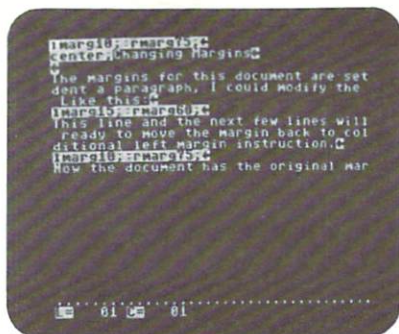 lmarg10;:rmarg75;
center;Changing Margins
The margins for this document are set
dent a paragraph, I could modify the
Like this:
lmarg15;:rmarg60;
This line and the next few lines will
ready to move the margin back to col
ditional left margin instruction.
lmarg10;:rmarg75;
Now the document has the original mar
L= 01 C= 01